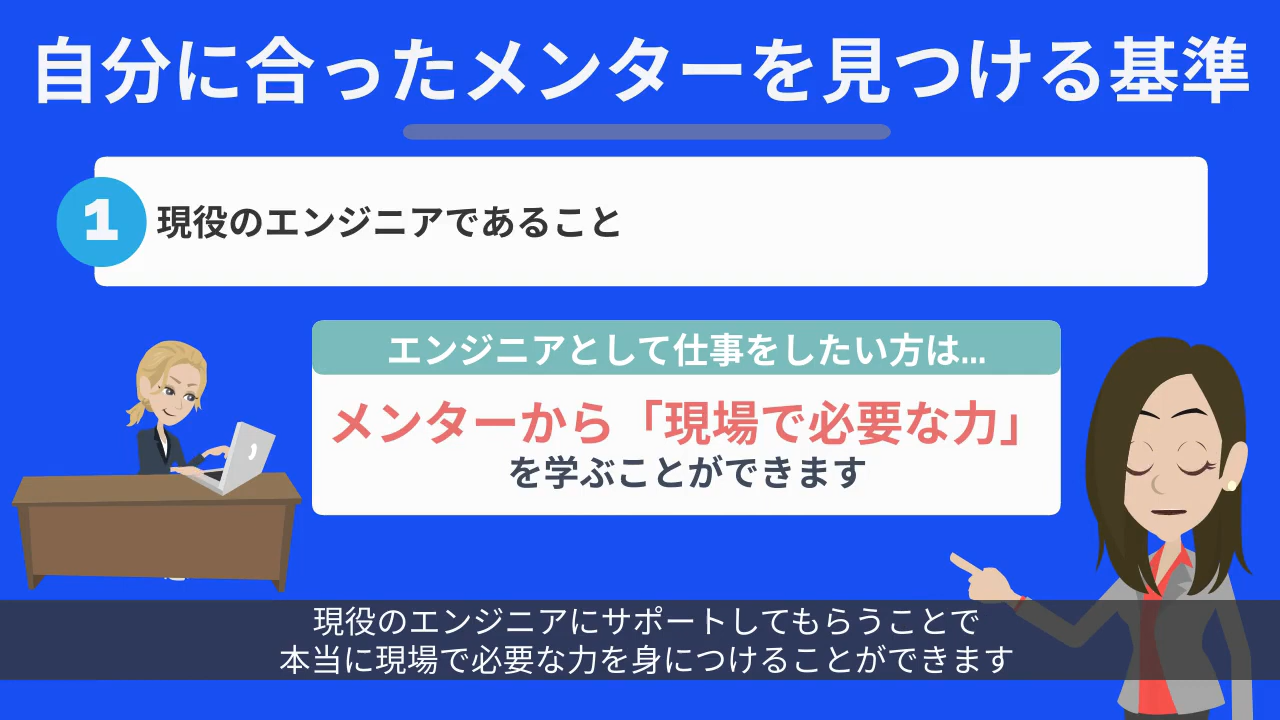 自分に合ったメンターを見つける基準
1
現役のエンジニアであること
エンジニアとして仕事をしたい方は...
メンターから「現場で必要な力」
を学ぶことができます
現役のエンジニアにサポートしてもらうことで
本当に現場で必要な力を身につけることができます